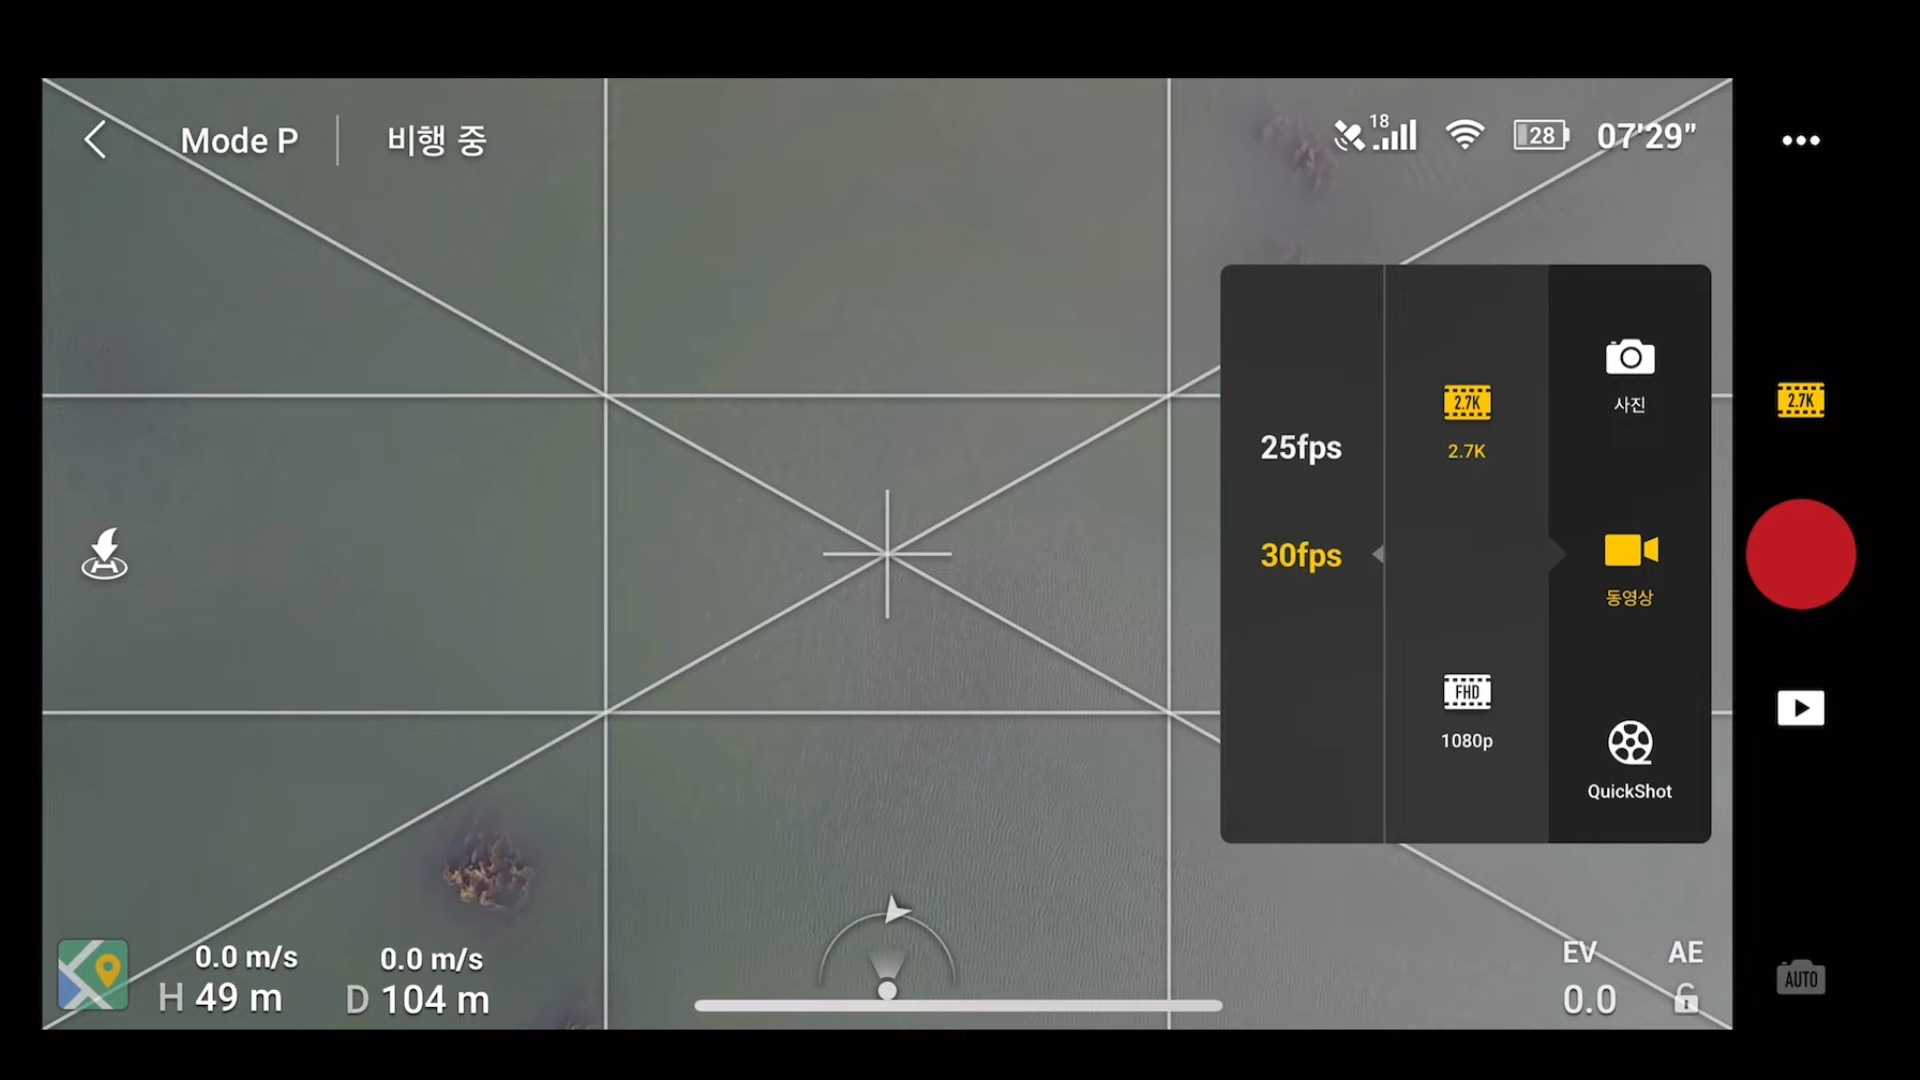 Mode P
비행 중
18
28
07'29"
25fps
30fps
2.7K
2.7K
FHD
1080p
사진
동영상
QuickShot
2.7K
0.0 m/s
H 49 m
0.0 m/s
D 104 m
EV
0.0
AE
AUTO